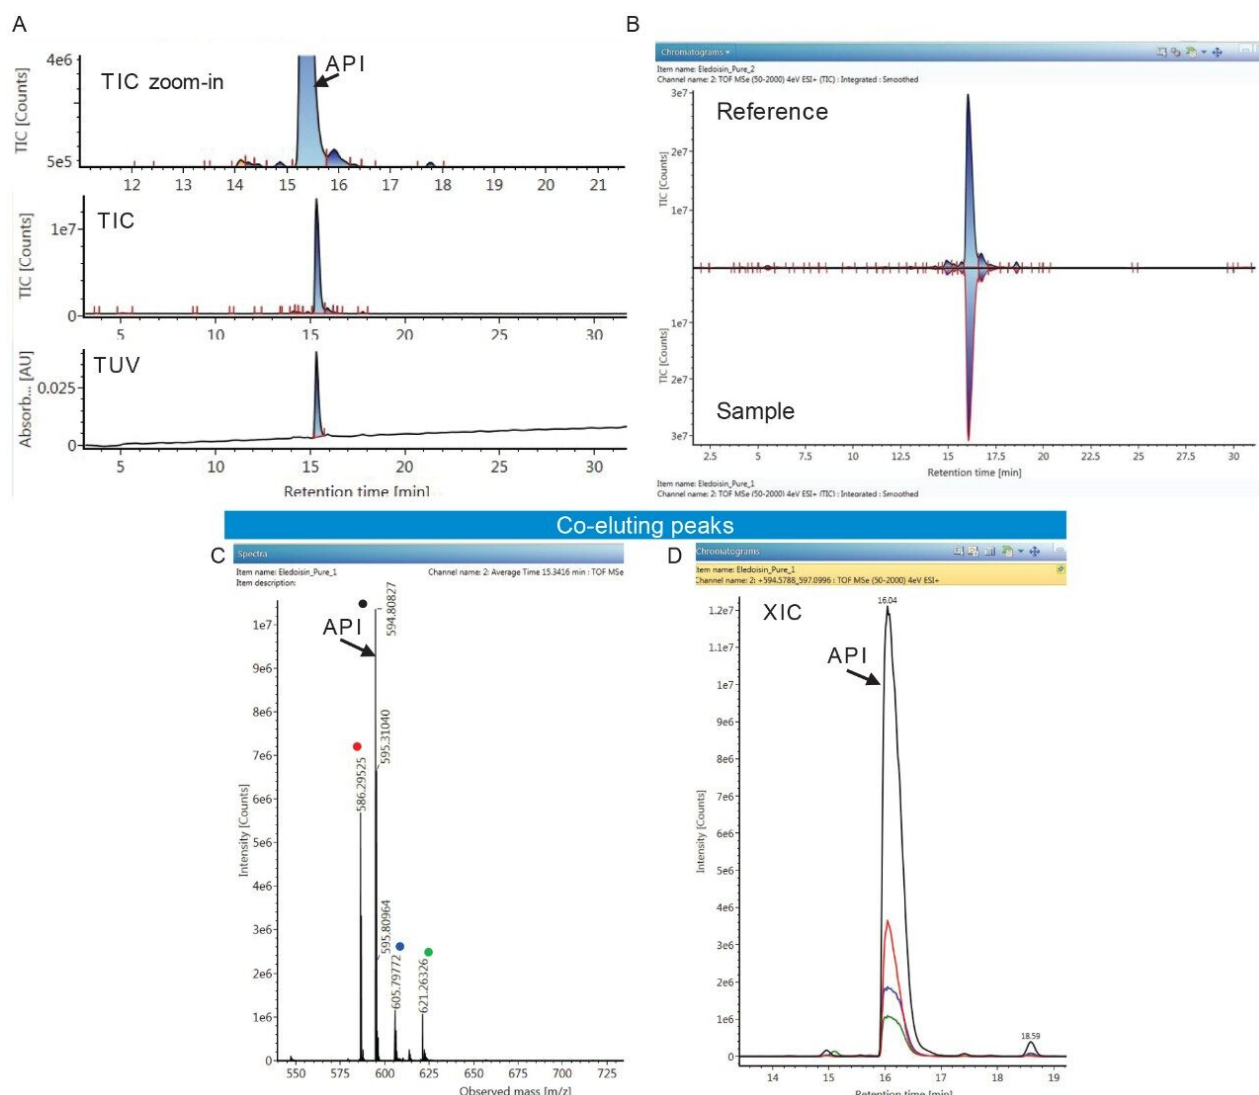 A
4e6
TIC zoom-in
API
TIC [Counts]
5e5
12 13 14 15 16 17 18 19 20 21
TIC
1e7
TIC [Counts]
0
5 10 15 20 25 30
TUV
Absorb... [AU]
0.025
0
5 10 15 20 25 30
Retention time [min]
B
Chromatograms
Item name: Eledoisin_Pure_2
Channel name: 2: TOF MSe (50-2000) 4eV ESI+ (TIC) : Integrated : Smoothed
3e7
Reference
2e7
TIC [Counts]
1e7
1e7
TIC [Counts]
2e7
Sample
3e7
2.5 5 7.5 10 12.5 15 17.5 20 22.5 25 27.5 30
Retention time [min]
Item name: Eledoisin_Pure_1
Channel name: 2: TOF MSe (50-2000) 4eV ESI+ (TIC) : Integrated : Smoothed
Co-eluting peaks
C
Spectra
Item name: Eledoisin_Pure_1
Channel name: 2: Average Time 15.3416 min : TOF MSe
Item description:
1e7
594.80827
API
9e6
8e6
595.31040
7e6
586.29525
6e6
Intensity [Counts]
5e6
4e6
595.80964
3e6
605.79772
621.26326
2e6
1e6
0
550 575 600 625 650 675 700 725
Observed mass [m/z]
D
Chromatograms
Item name: Eledoisin_Pure_1
Channel name: 2: +594.5788_597.0996 : TOF MSe (50-2000) 4eV ESI+
1.2e7
16.04
XIC
1.1e7
API
1e7
9e6
8e6
7e6
Intensity [Counts]
6e6
5e6
4e6
3e6
2e6
1e6
18.59
0
14 15 16 17 18 19
Retention time [min]